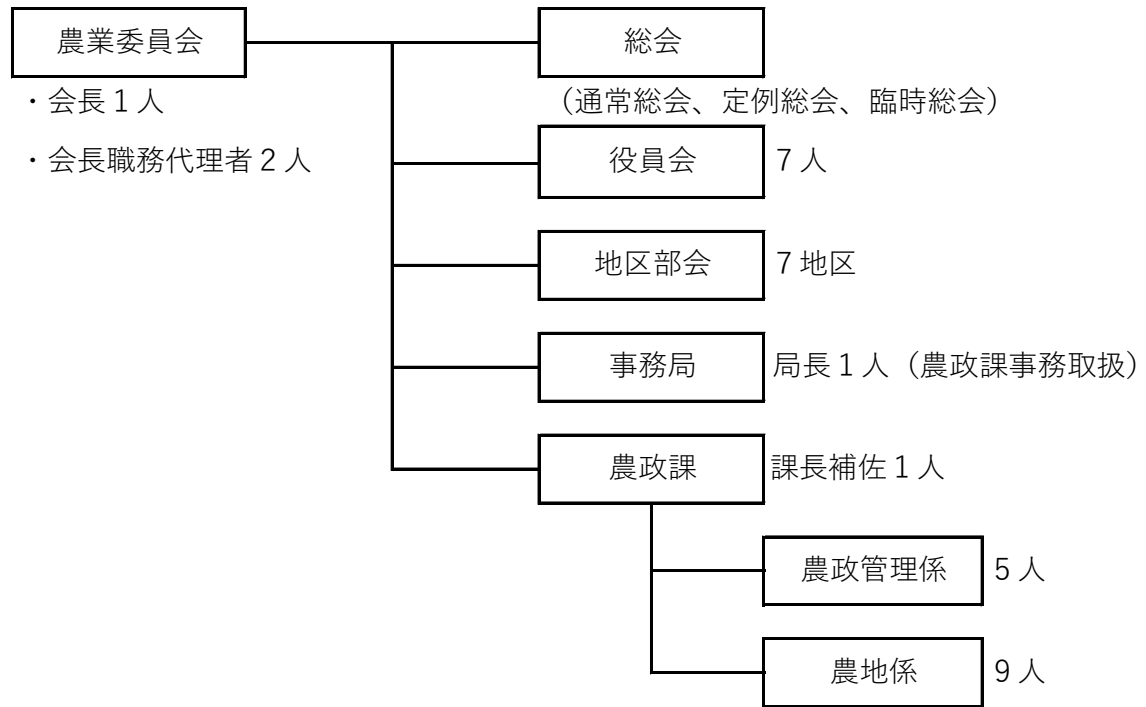 農業委員会
総会
・会長１人
（通常総会、定例総会、臨時総会）
・会長職務代理者２人
役員会 ７人
地区部会 ７地区
事務局 局長１人（農政課事務取扱）
農政課 課長補佐１人
農政管理係 ５人
農地係 ９人